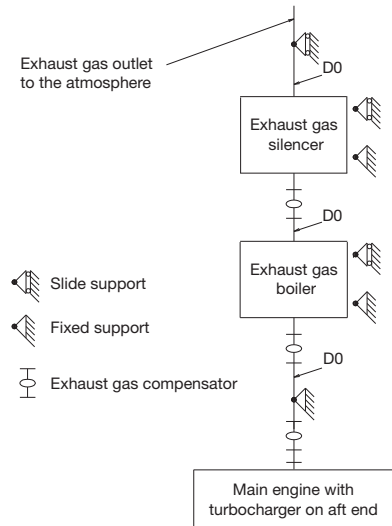 Exhaust gas outlet
to the atmosphere
D0
Exhaust gas
silencer
D0
Exhaust gas
boiler
Slide support
Fixed support
Exhaust gas compensator
D0
Main engine with
turbocharger on aft end